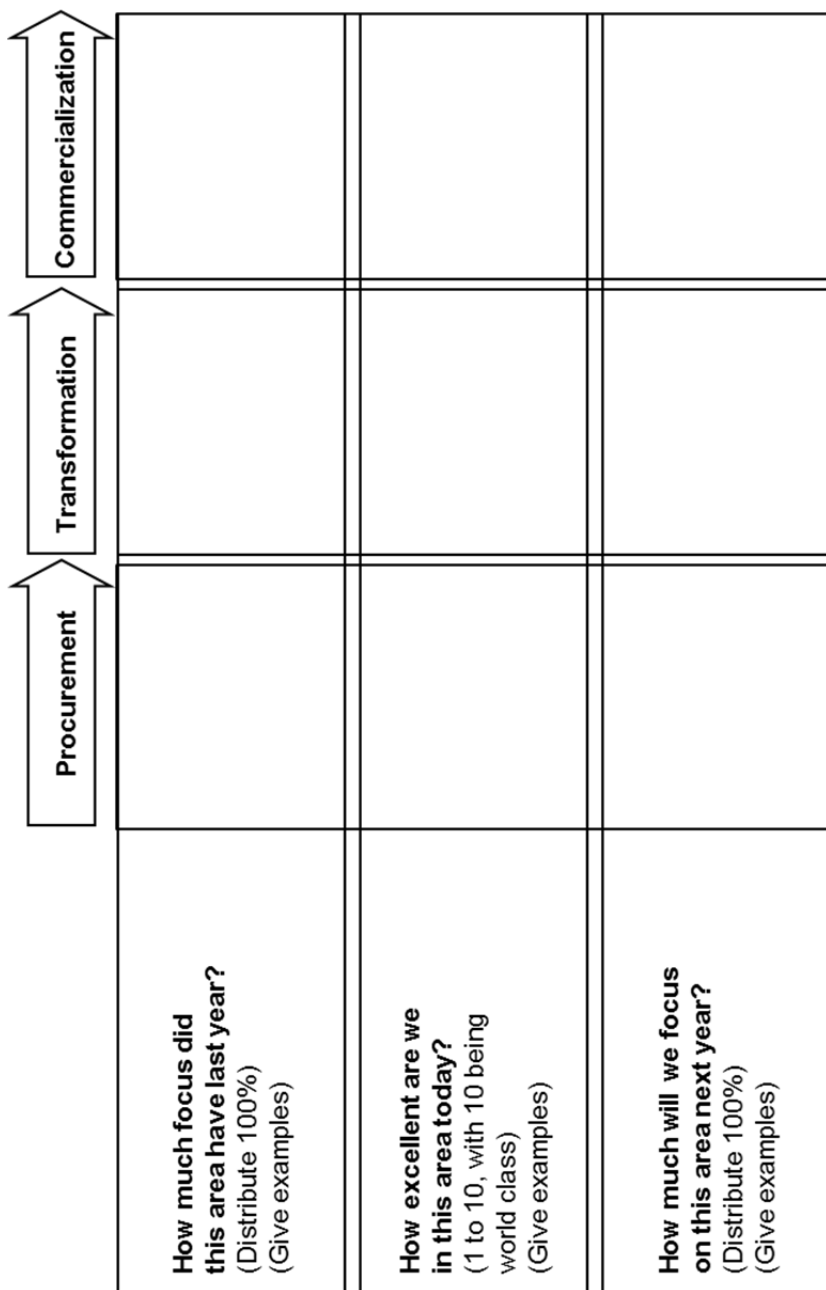 Procurement
Transformation
Commercialization
How much focus did
this area have last year?
(Distribute 100%)
(Give examples)
How excellent are we
in this area today?
(1 to 10, with 10 being
world class)
(Give examples)
How much will we focus
on this area next year?
(Distribute 100%)
(Give examples)